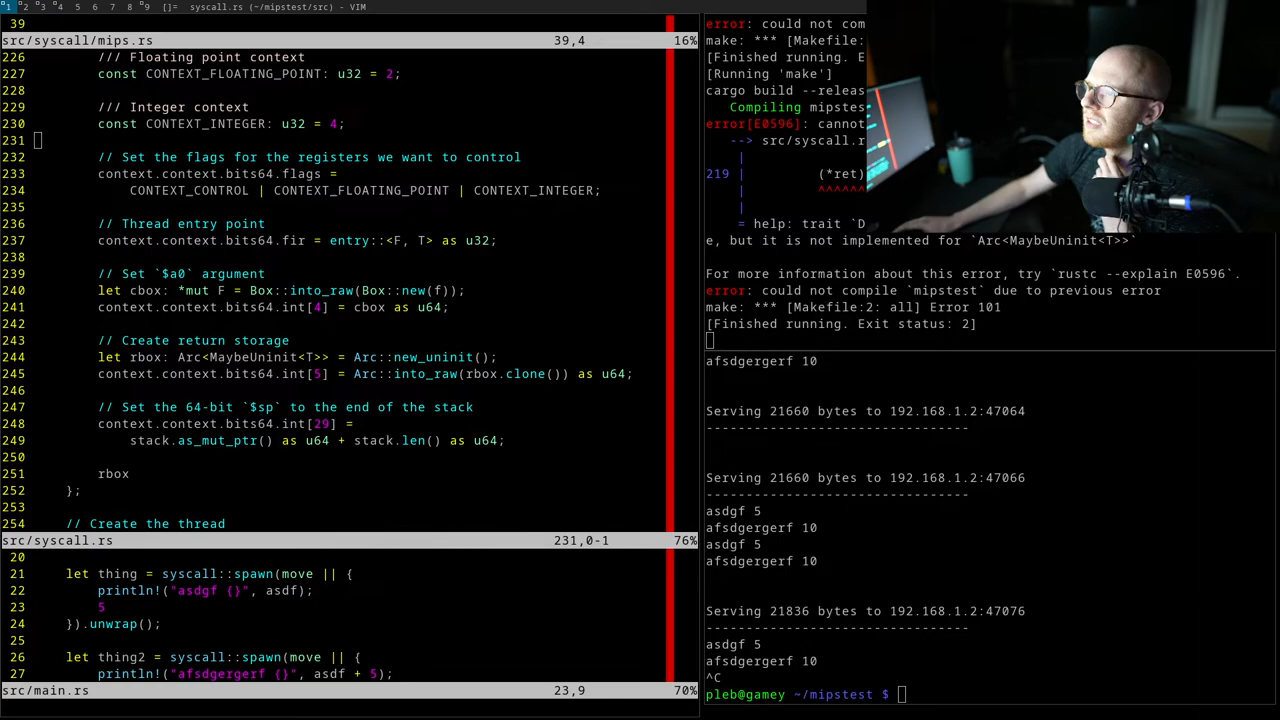 1 2 3 4 5 6 7 8 9 []= syscall.rs (~/mipstest/src) - VIM
39
src/syscall/mips.rs 39,4 16%
226 /// Floating point context
227 const CONTEXT_FLOATING_POINT: u32 = 2;
228
229 /// Integer context
230 const CONTEXT_INTEGER: u32 = 4;
231
232 // Set the flags for the registers we want to control
233 context.context.bits64.flags =
234 CONTEXT_CONTROL | CONTEXT_FLOATING_POINT | CONTEXT_INTEGER;
235
236 // Thread entry point
237 context.context.bits64.fir = entry::<F, T> as u32;
238
239 // Set `$a0` argument
240 let cbox: *mut F = Box::into_raw(Box::new(f));
241 context.context.bits64.int[4] = cbox as u64;
242
243 // Create return storage
244 let rbox: Arc<MaybeUninit<T>> = Arc::new_uninit();
245 context.context.bits64.int[5] = Arc::into_raw(rbox.clone()) as u64;
246
247 // Set the 64-bit `$sp` to the end of the stack
248 context.context.bits64.int[29] =
249 stack.as_mut_ptr() as u64 + stack.len() as u64;
250
251 rbox
252 };
253
254 // Create the thread
src/syscall.rs 231,0-1 76%
20
21 let thing = syscall::spawn(move || {
22 println!("asdgf {}", asdf);
23 5
24 }).unwrap();
25
26 let thing2 = syscall::spawn(move || {
27 println!("afsdgergerf {}", asdf + 5);
src/main.rs 23,9 70%
error: could not com
make: *** [Makefile:
[Finished running. E
[Running 'make']
cargo build --releas
Compiling mipstes
error[E0596]: cannot
--> src/syscall.r
|
219 | (*ret)
| ^^^^^^
|
= help: trait `D
e, but it is not implemented for `Arc<MaybeUninit<T>>`
For more information about this error, try `rustc --explain E0596`.
error: could not compile `mipstest` due to previous error
make: *** [Makefile:2: all] Error 101
[Finished running. Exit status: 2]
afsdgergerf 10
Serving 21660 bytes to 192.168.1.2:47064
---------------------------------
Serving 21660 bytes to 192.168.1.2:47066
---------------------------------
asdgf 5
afsdgergerf 10
asdgf 5
afsdgergerf 10
Serving 21836 bytes to 192.168.1.2:47076
---------------------------------
asdgf 5
afsdgergerf 10
^C
pleb@gamey ~/mipstest $